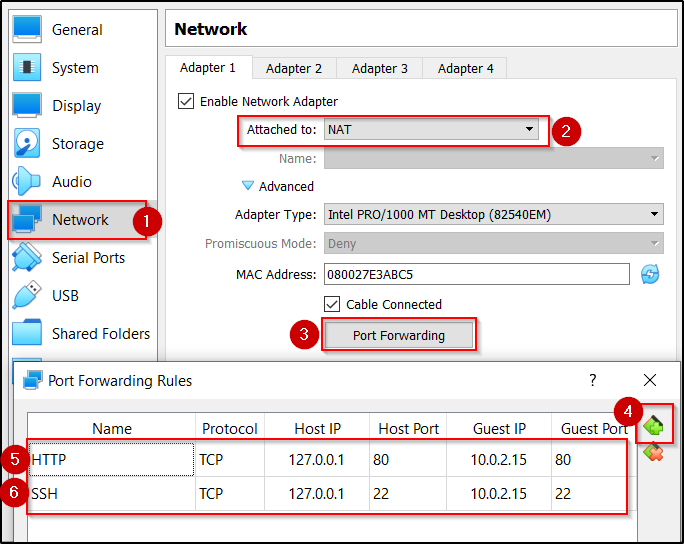 General
System
Display
Storage
Audio
Network 1
Serial Ports
USB
Shared Folders
Network
Adapter 1 Adapter 2 Adapter 3 Adapter 4
Enable Network Adapter
Attached to: NAT 2
Name:
Advanced
Adapter Type: Intel PRO/1000 MT Desktop (82540EM)
Promiscuous Mode: Deny
MAC Address: 080027E3ABC5
Cable Connected
3 Port Forwarding
Port Forwarding Rules ?
4
Name Protocol Host IP Host Port Guest IP Guest Port
5 HTTP TCP 127.0.0.1 80 10.0.2.15 80
6 SSH TCP 127.0.0.1 22 10.0.2.15 22